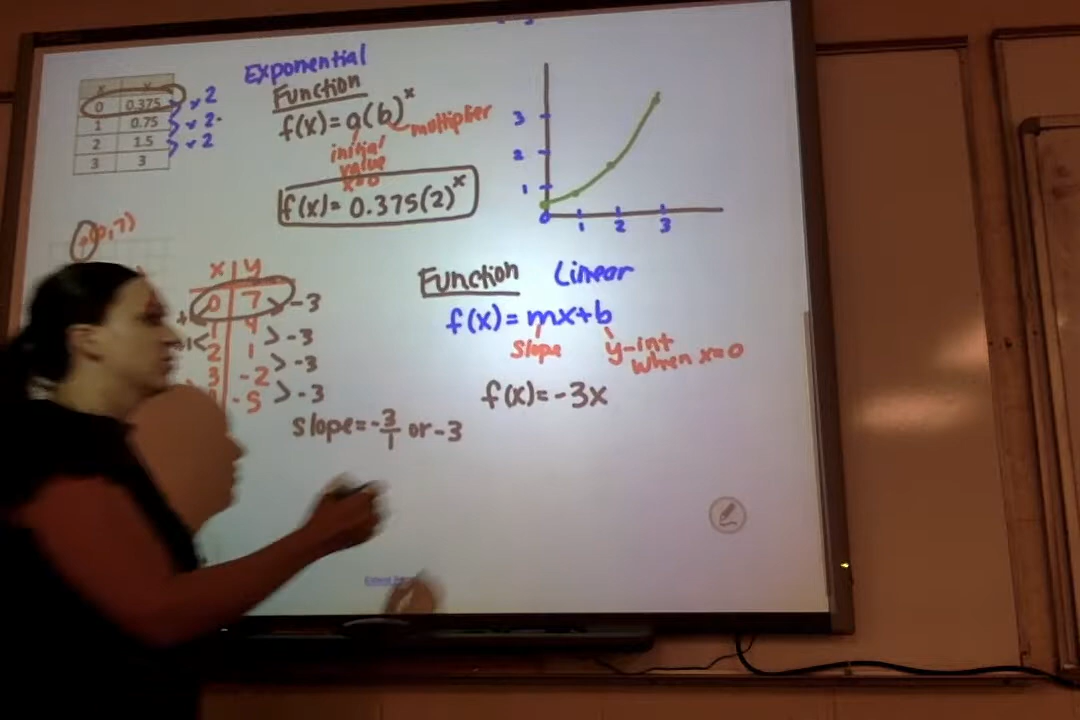 Exponential
Function
f(x) = a(b)^x
multiplier
initial
value
x=0
f(x) = 0.375(2)^x
x
0 0.375
1 0.75
2 1.5
3 3
×2
×2
×2
3
2
1
0 1 2 3
(0,7)
x y
0 7
4
2 1
3 -2
-5
> -3
> -3
> -3
> -3
slope = -3/1 or -3
Function Linear
f(x) = mx+b
slope
y-int
when x=0
f(x) = -3x